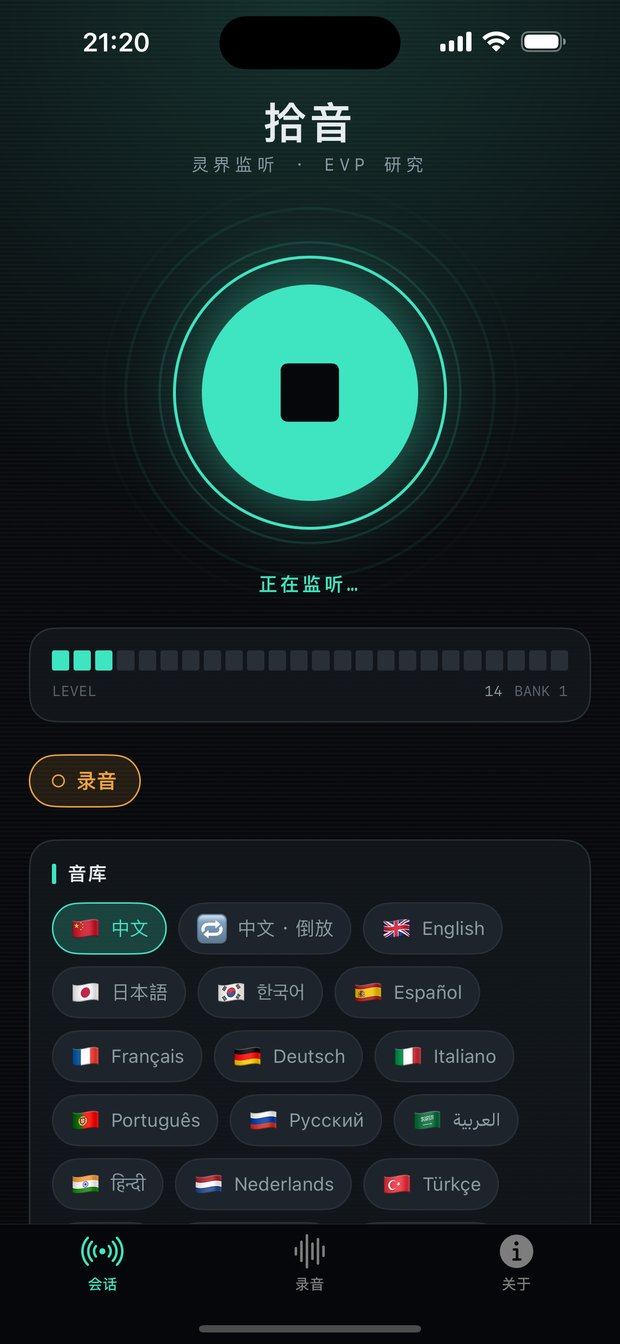 21:20
拾音
灵界监听 · EVP 研究
正在监听…
LEVEL 14 BANK 1
录音
音库
中文 中文 · 倒放 English
日本語 한국어 Español
Français Deutsch Italiano
Português Русский العربية
हिन्दी Nederlands Türkçe
会话 录音 关于